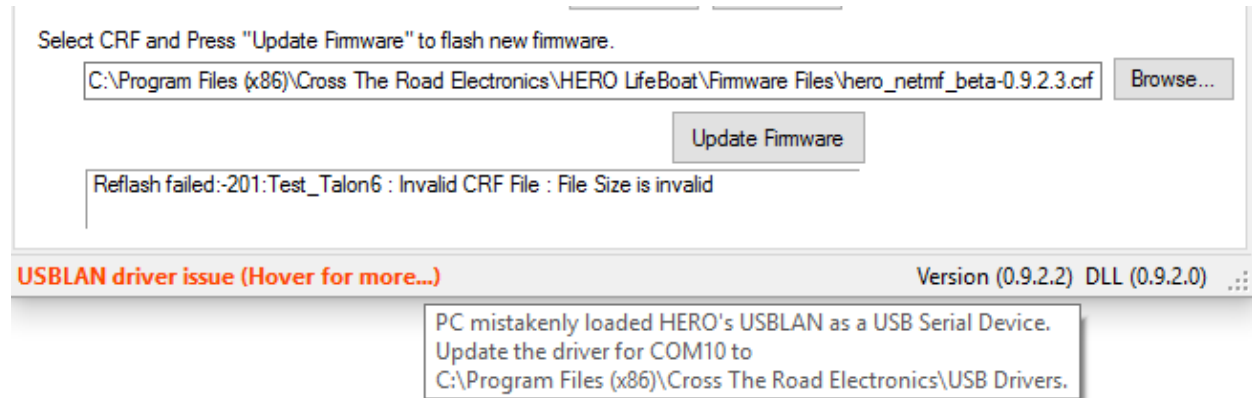 Select CRF and Press "Update Firmware" to flash new firmware.
C:\Program Files (x86)\Cross The Road Electronics\HERO LifeBoat\Firmware Files\hero_netmf_beta-0.9.2.3.crf
Browse...
Update Firmware
Reflash failed:-201:Test_Talon6 : Invalid CRF File : File Size is invalid
USBLAN driver issue (Hover for more...)
Version (0.9.2.2) DLL (0.9.2.0)
PC mistakenly loaded HERO's USBLAN as a USB Serial Device.
Update the driver for COM10 to
C:\Program Files (x86)\Cross The Road Electronics\USB Drivers.